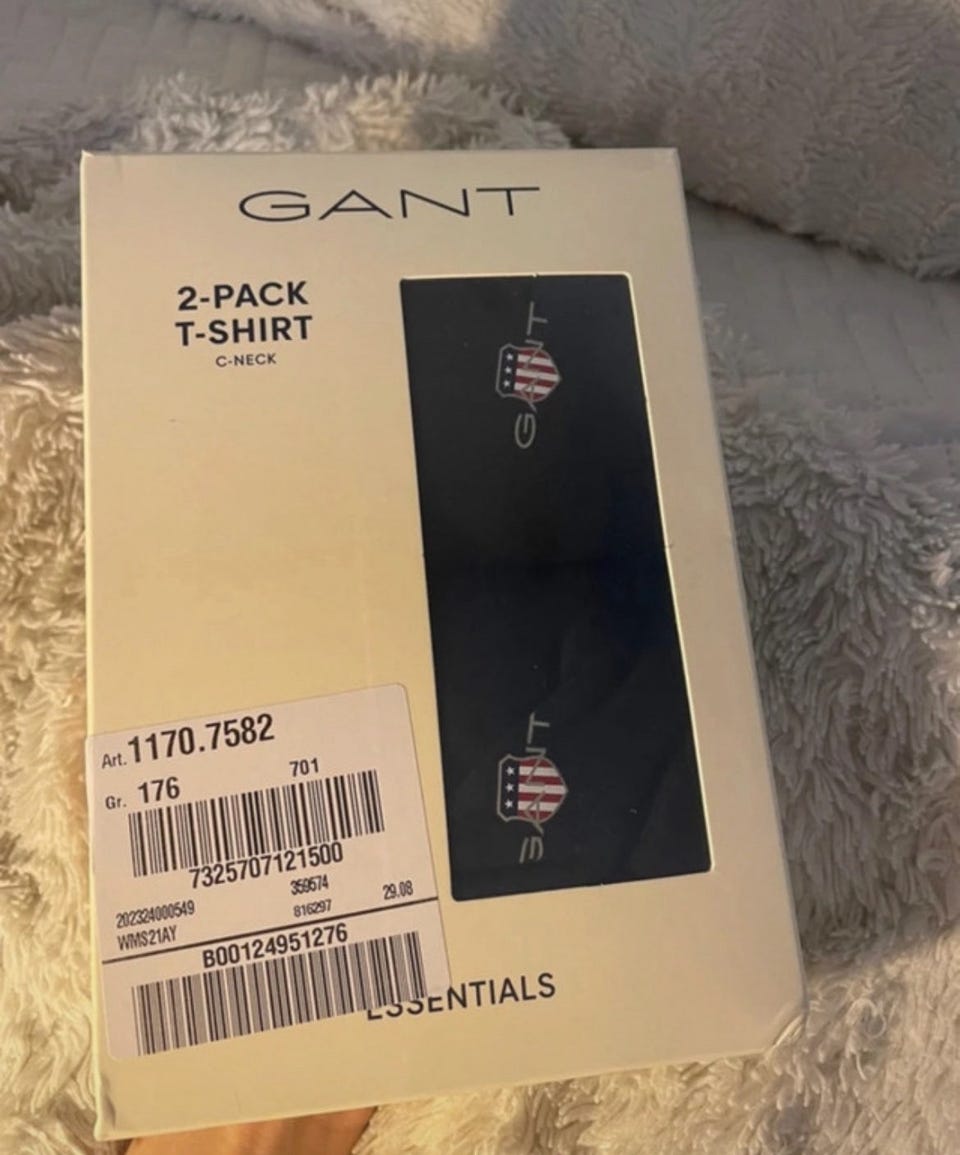 GANT
2-PACK
T-SHIRT
C-NECK
GANT
GANT
Art. 1170.7582
Gr. 176
701
7325707121500
202324000549
359574
29.08
WMS21AY
816297
B00124951276
ESSENTIALS